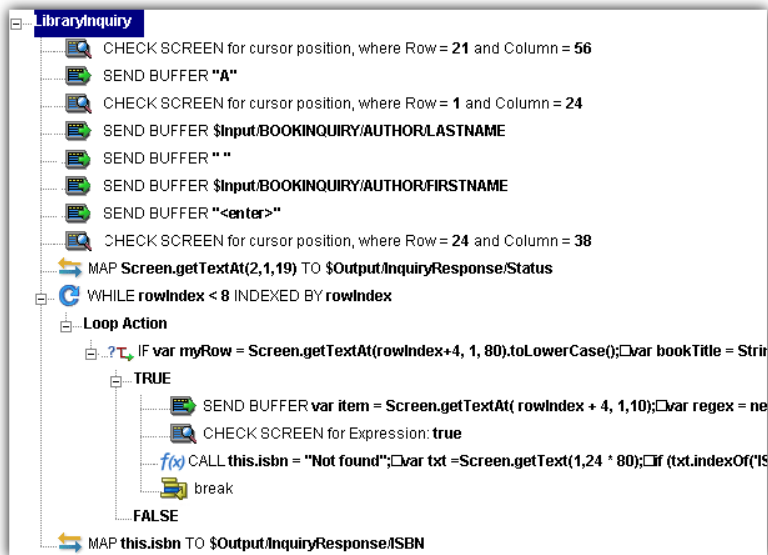 LibraryInquiry
CHECK SCREEN for cursor position, where Row = 21 and Column = 56
SEND BUFFER "A"
CHECK SCREEN for cursor position, where Row = 1 and Column = 24
SEND BUFFER $Input/BOOKINQUIRY/AUTHOR/LASTNAME
SEND BUFFER " "
SEND BUFFER $Input/BOOKINQUIRY/AUTHOR/FIRSTNAME
SEND BUFFER "<enter>"
CHECK SCREEN for cursor position, where Row = 24 and Column = 38
MAP Screen.getTextAt(2,1,19) TO $Output/InquiryResponse/Status
WHILE rowIndex < 8 INDEXED BY rowIndex
Loop Action
?T IF var myRow = Screen.getTextAt(rowIndex+4, 1, 80).toLowerCase();□var bookTitle = Strin
TRUE
SEND BUFFER var item = Screen.getTextAt( rowIndex + 4, 1,10);□var regex = ne
CHECK SCREEN for Expression: true
f(x) CALL this.isbn = "Not found";□var txt =Screen.getText(1,24 * 80);□if (txt.indexOf('IS
break
FALSE
MAP this.isbn TO $Output/InquiryResponse/ISBN